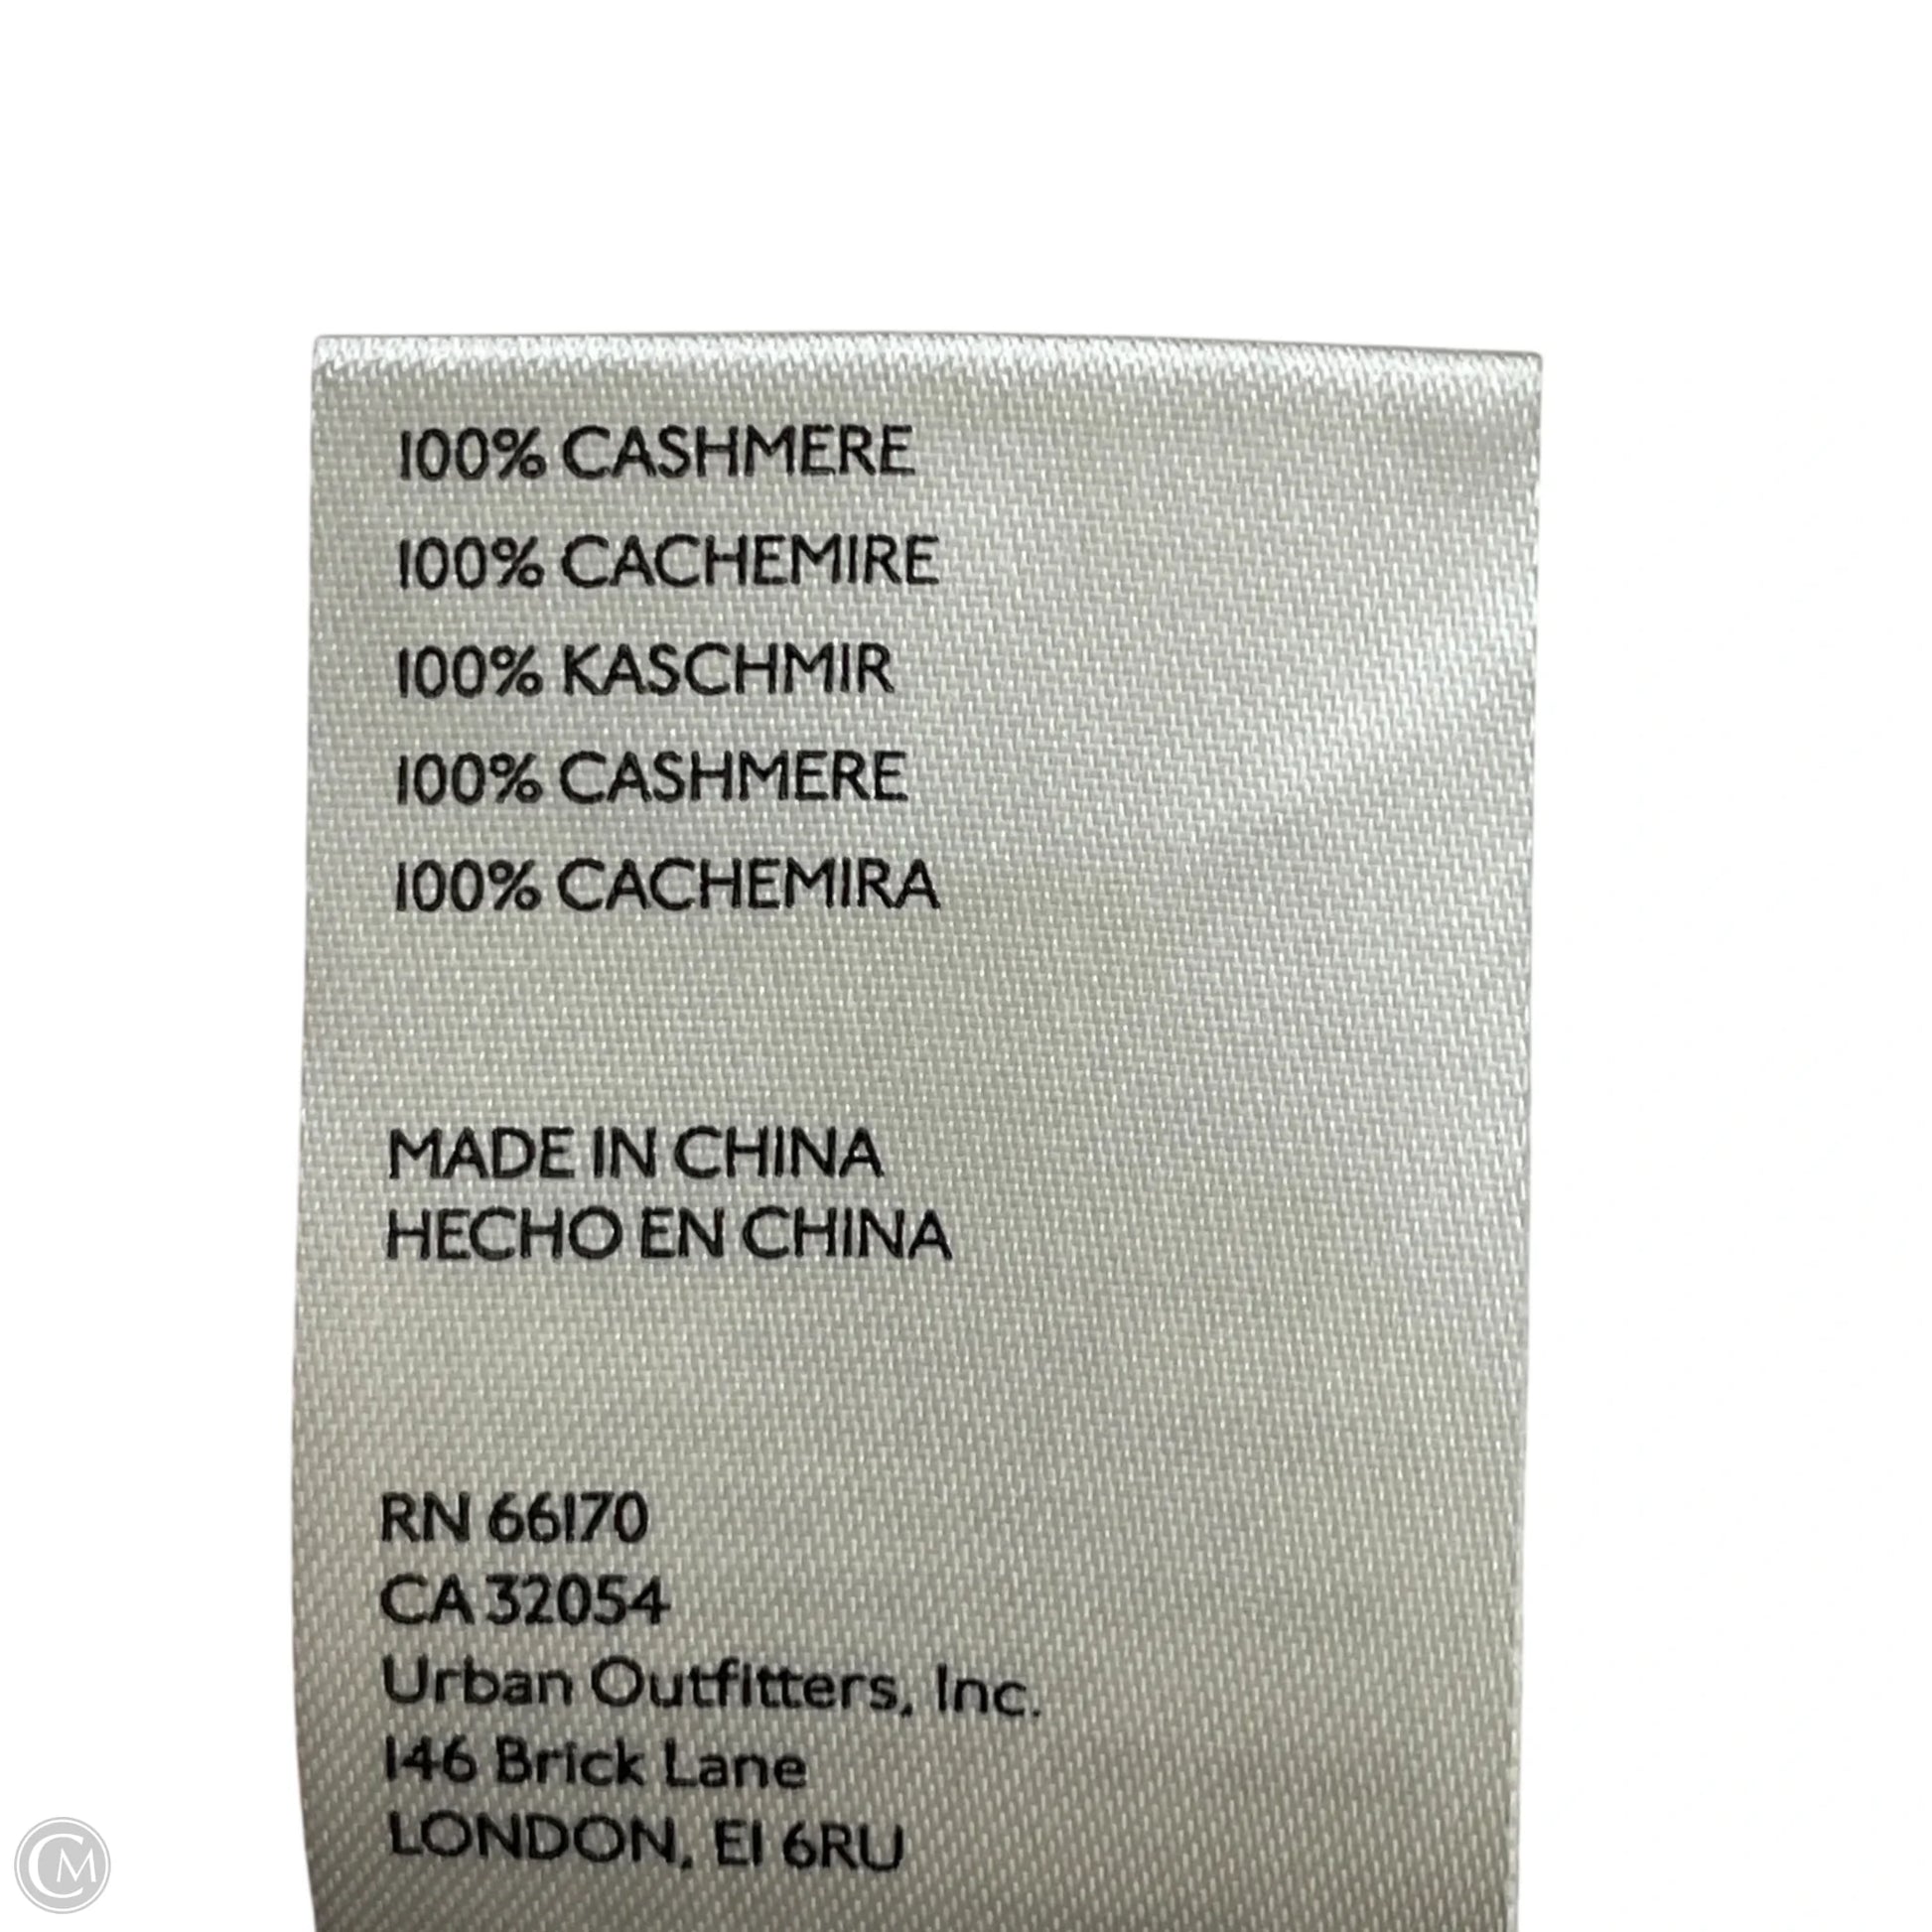 100% CASHMERE
100% CACHEMIRE
100% KASCHMIR
100% CASHMERE
100% CACHEMIRA
MADE IN CHINA
HECHO EN CHINA
RN 66170
CA 32054
Urban Outfitters, Inc.
146 Brick Lane
LONDON, E1 6RU
CM